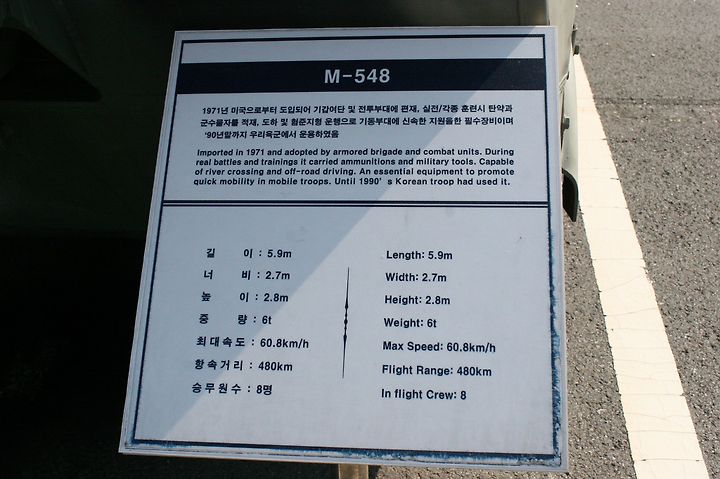 M-548
1971년 미국으로부터 도입되어 기갑여단 및 전투부대에 편재, 실전/각종 훈련시 탄약과
군수물자를 적재, 도하 및 험준지형 운행으로 기동부대에 신속한 지원을한 필수장비이며
'90년말까지 우리육군에서 운용하였음
Imported in 1971 and adopted by armored brigade and combat units. During
real battles and trainings it carried ammunitions and military tools. Capable
of river crossing and off-road driving. An essential equipment to promote
quick mobility in mobile troops. Until 1990's Korean troop had used it.
길 이 : 5.9m
너 비 : 2.7m
높 이 : 2.8m
중 량 : 6t
최대속도 : 60.8km/h
항속거리 : 480km
승무원수 : 8명
Length: 5.9m
Width: 2.7m
Height: 2.8m
Weight: 6t
Max Speed: 60.8km/h
Flight Range: 480km
In flight Crew: 8